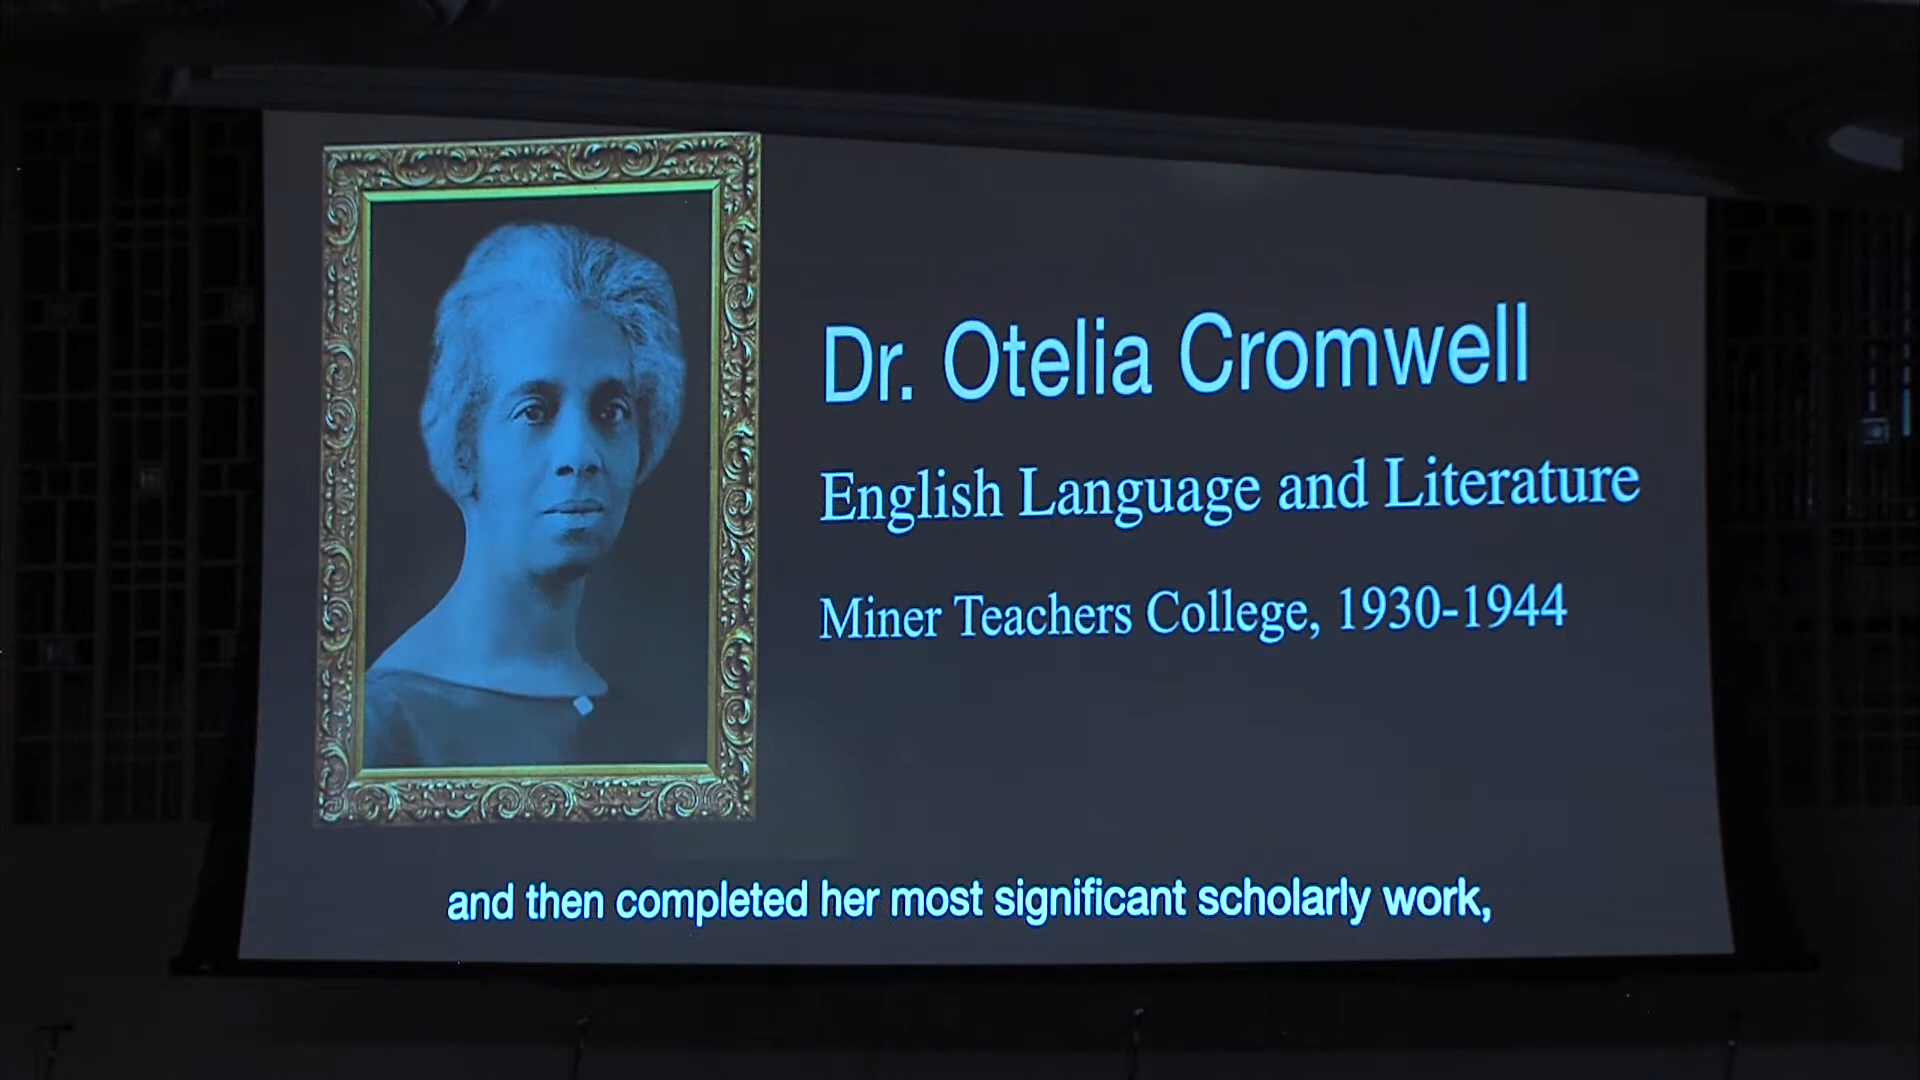 Dr. Otelia Cromwell
English Language and Literature
Miner Teachers College, 1930-1944
and then completed her most significant scholarly work,